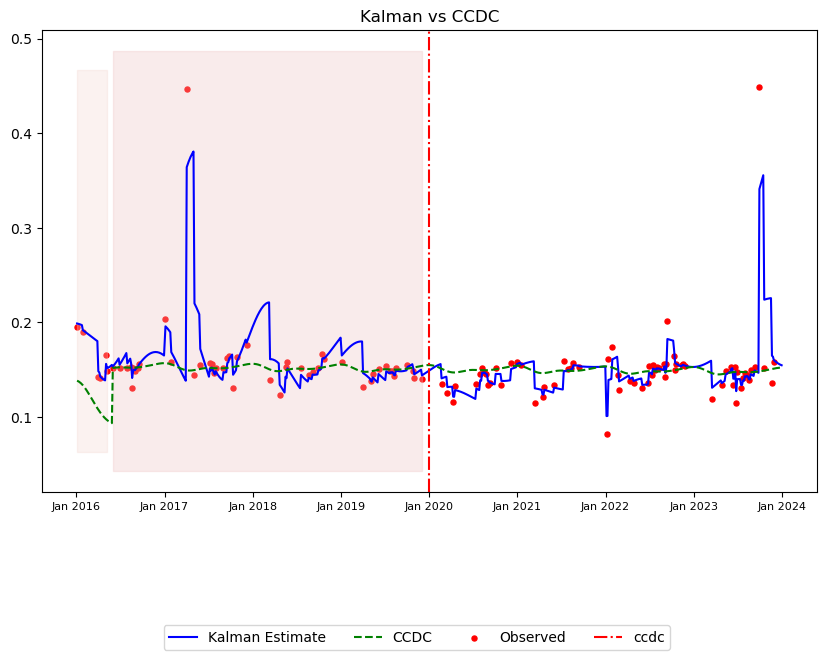 Kalman vs CCDC
0.5
0.4
0.3
0.2
0.1
Jan 2016 Jan 2017 Jan 2018 Jan 2019 Jan 2020 Jan 2021 Jan 2022 Jan 2023 Jan 2024
Kalman Estimate CCDC Observed ccdc